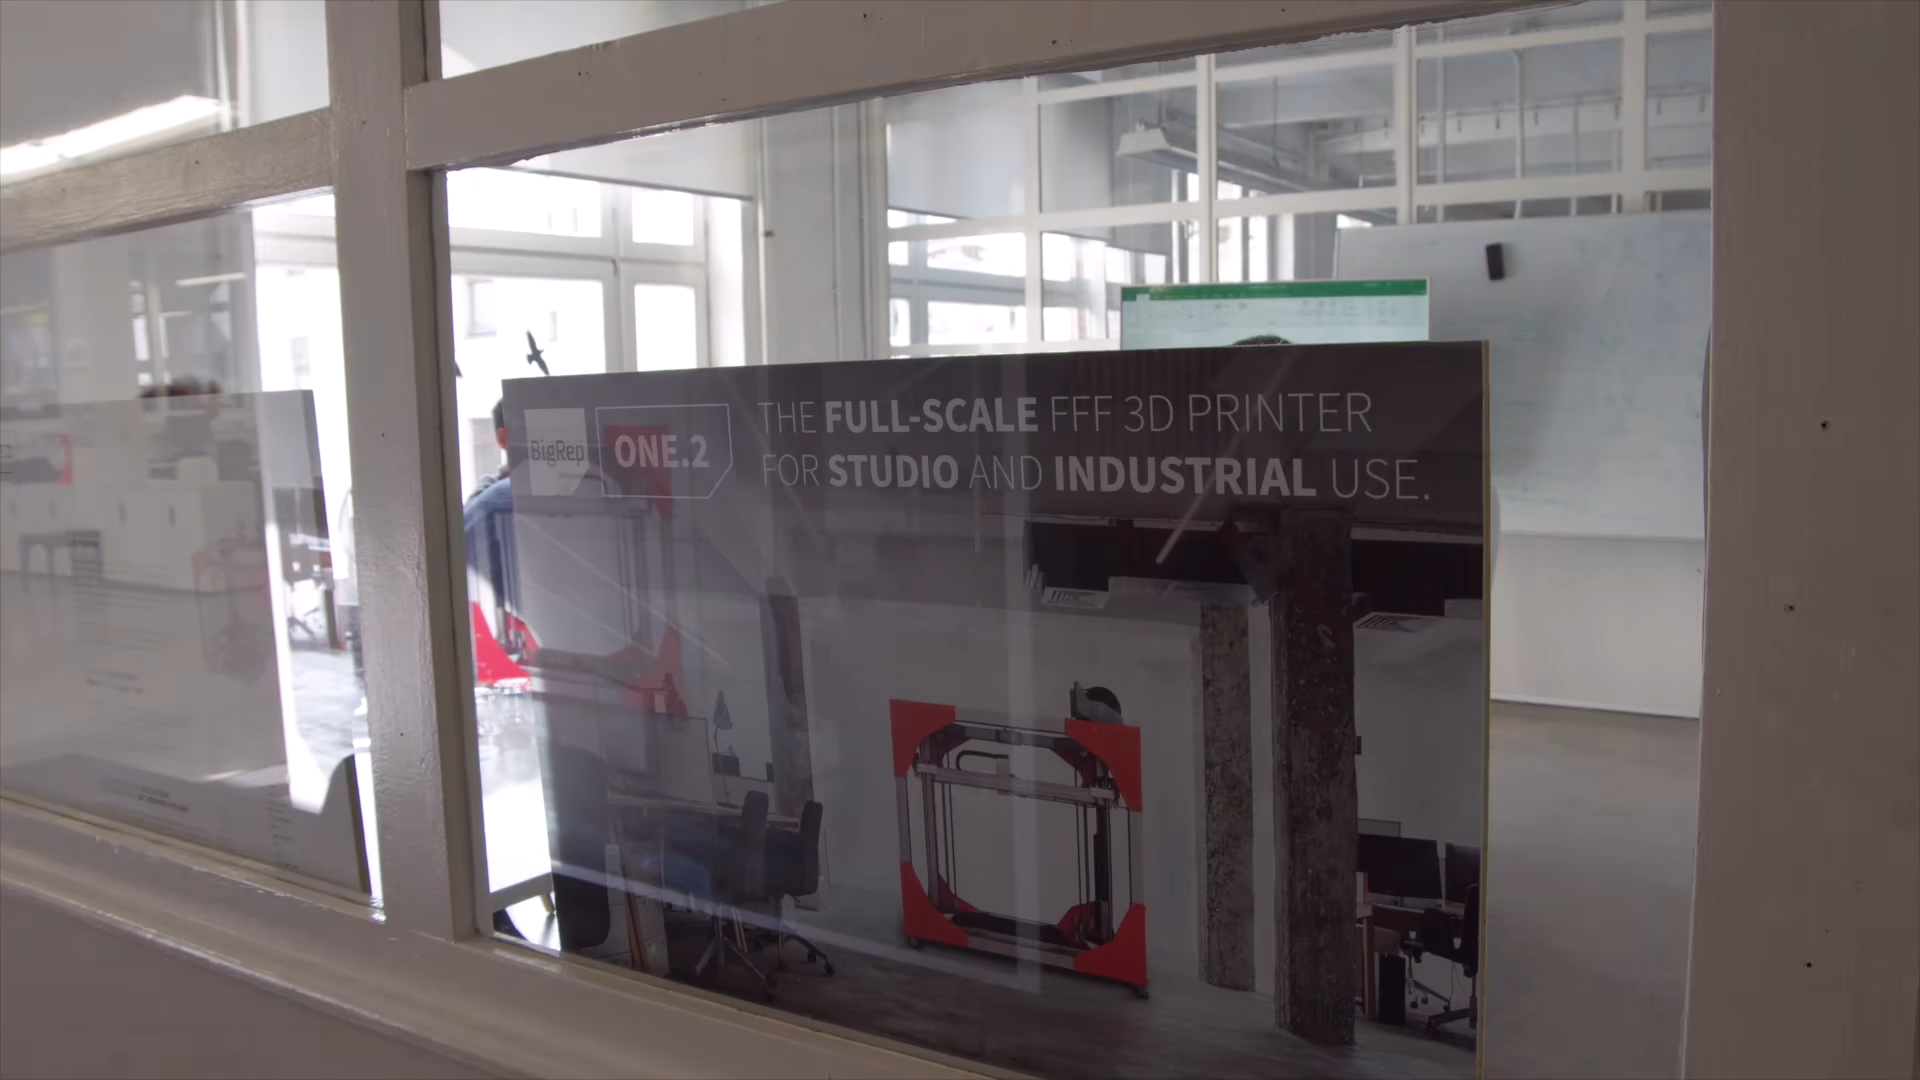 BigRep
ONE.2
THE FULL-SCALE FFF 3D PRINTER
FOR STUDIO AND INDUSTRIAL USE.